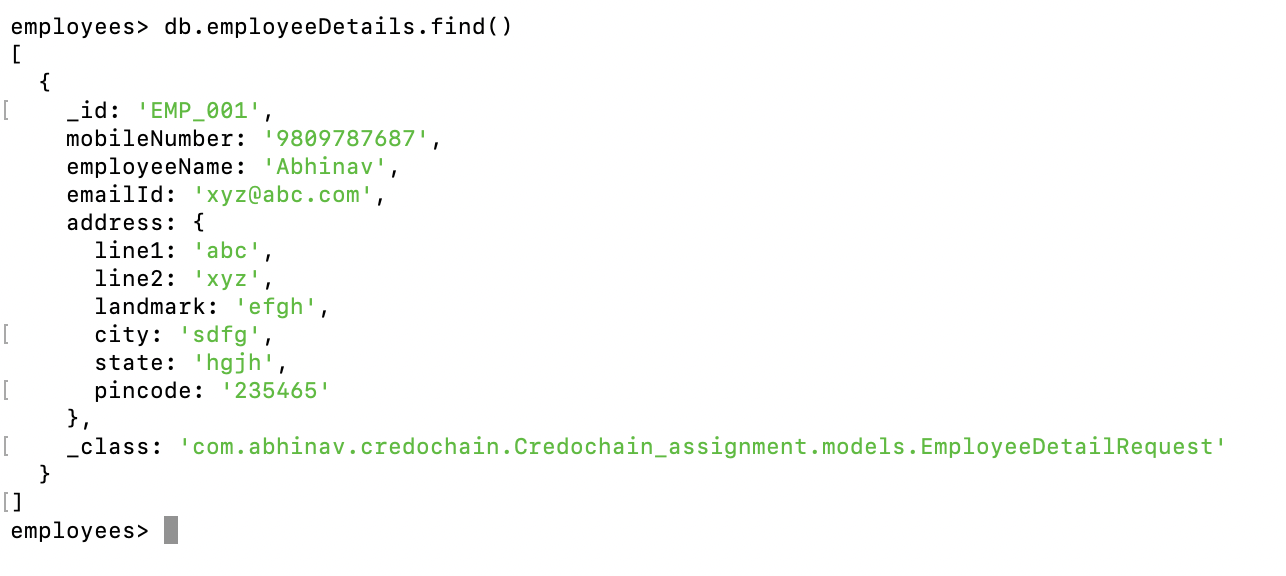 employees> db.employeeDetails.find()
[
  {
[    _id: 'EMP_001',
    mobileNumber: '9809787687',
    employeeName: 'Abhinav',
    emailId: 'xyz@abc.com',
    address: {
      line1: 'abc',
      line2: 'xyz',
      landmark: 'efgh',
[      city: 'sdfg',
      state: 'hgjh',
[      pincode: '235465'
    },
[    _class: 'com.abhinav.credochain.Credochain_assignment.models.EmployeeDetailRequest'
  }
[]
employees>